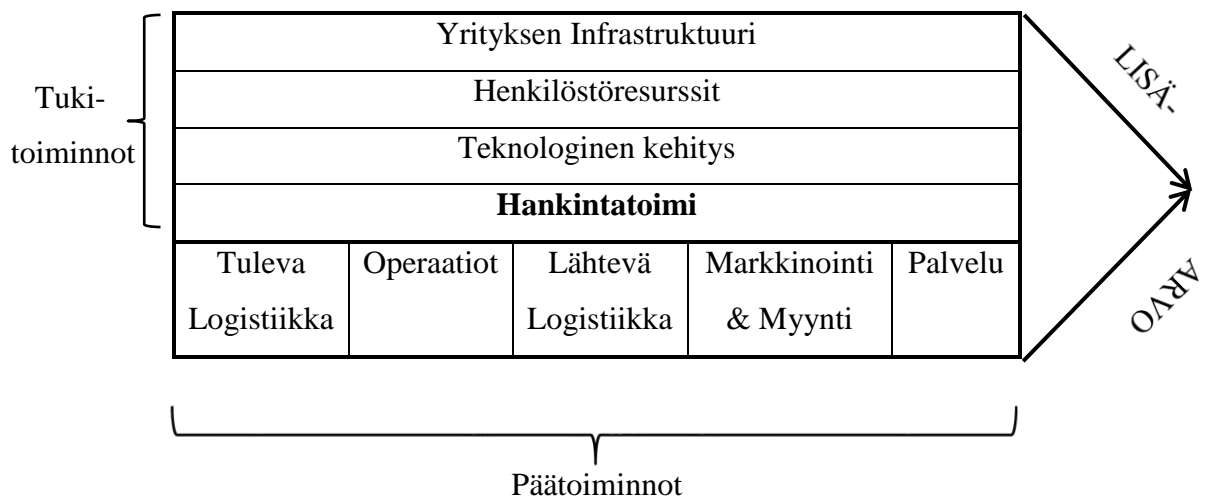 Yrityksen Infrastruktuuri
Henkilöstöresurssit
Teknologinen kehitys
Hankintatoimi
Tuki-
toiminnot
Tuleva
Logistiikka
Operaatiot
Lähtevä
Logistiikka
Markkinointi
& Myynti
Palvelu
LISÄ-
ARVO
Päätoiminnot